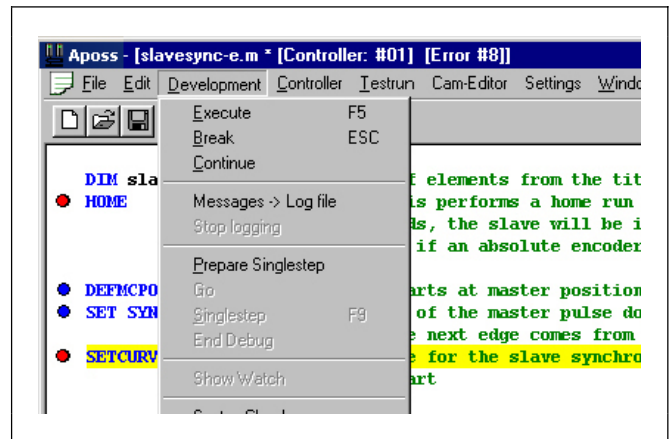 Aposs - [slavesync-e.m * [Controller: #01] [Error #8]]
File Edit Development Controller Testrun Cam-Editor Settings
Execute F5
Break ESC
Continue
Messages -> Log file
Stop logging
Prepare Singlestep
Go
Singlestep F9
End Debug
Show Watch
DIM sla elements from the tit
HOME is performs a home run
ds, the slave will be i
if an absolute encoder
DEFMCPO arts at master position
SET SYN of the master pulse do
next edge comes from
SETCURV for the slave synchro
art